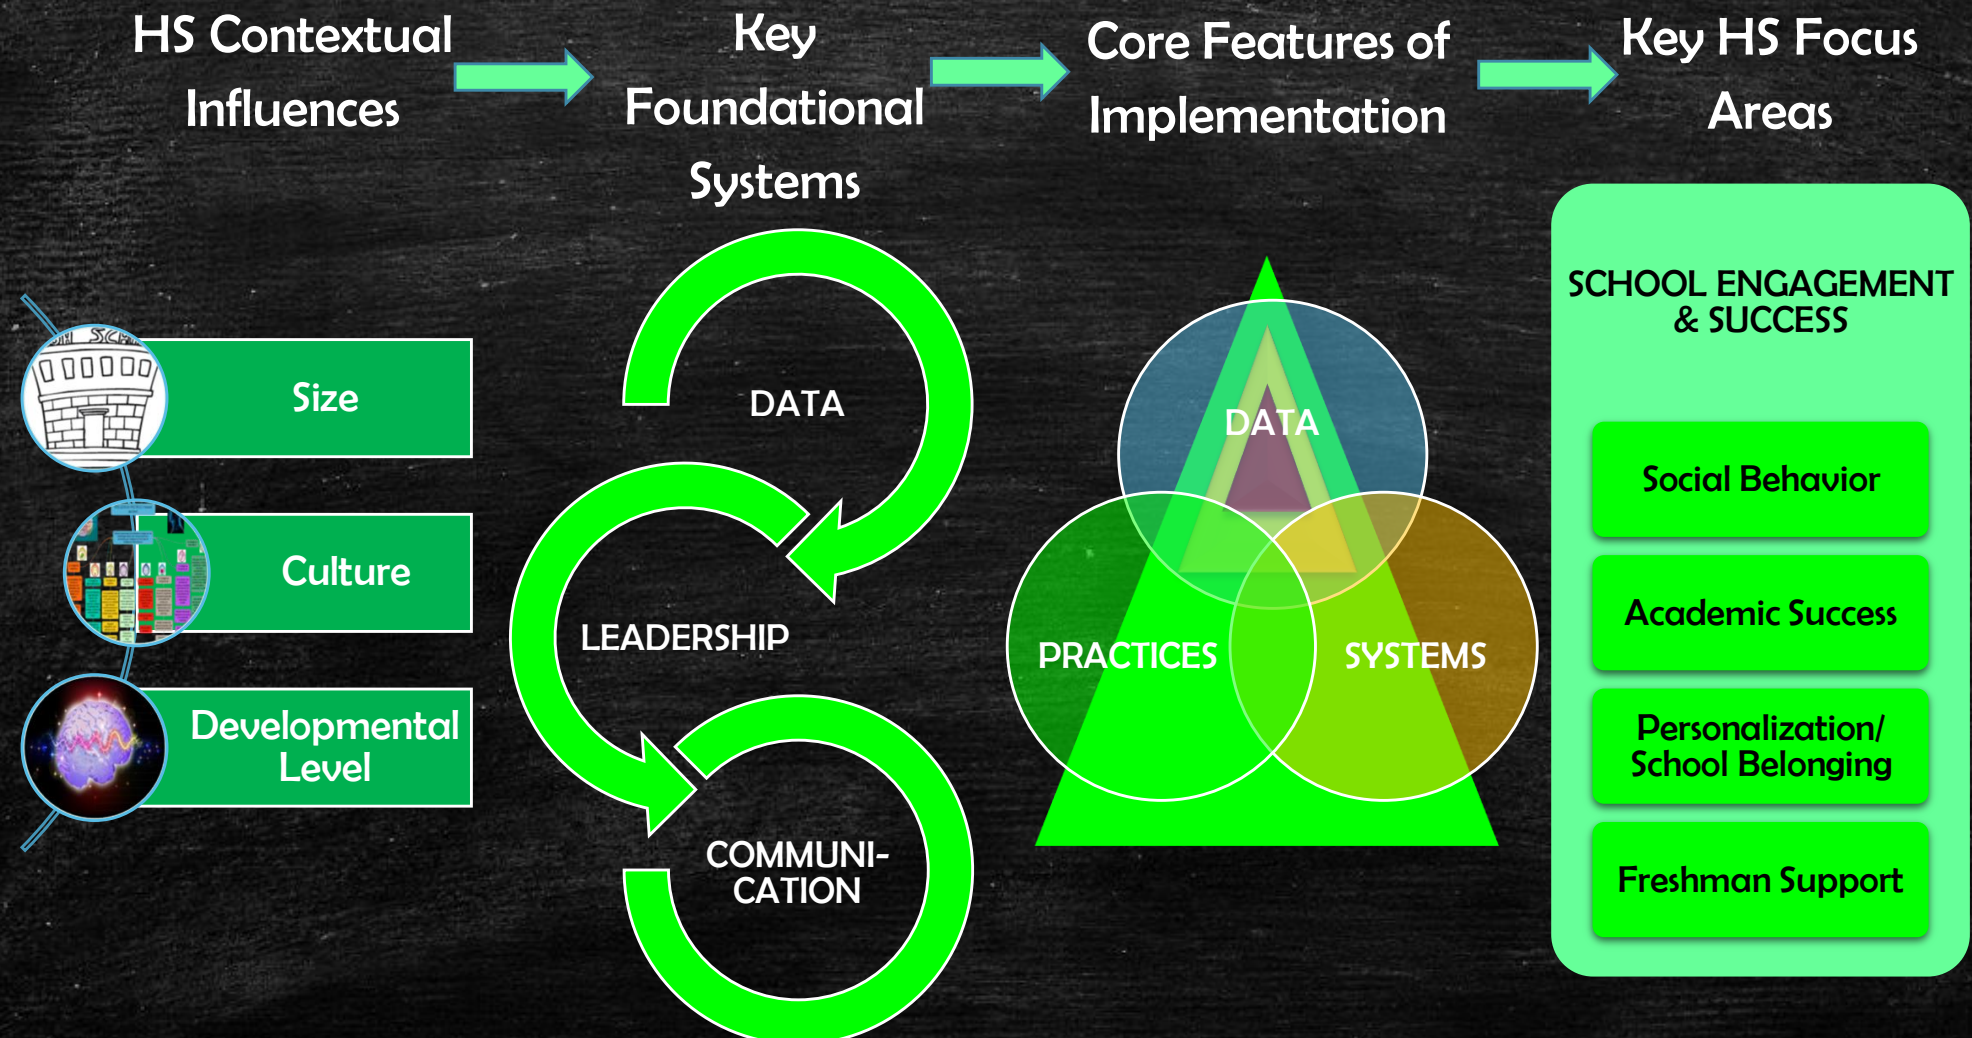 HS Contextual
Influences
Key
Foundational
Systems
Core Features of
Implementation
Key HS Focus
Areas
Size
Culture
Developmental
Level
DATA
LEADERSHIP
COMMUNI-
CATION
DATA
PRACTICES
SYSTEMS
SCHOOL ENGAGEMENT
& SUCCESS
Social Behavior
Academic Success
Personalization/
School Belonging
Freshman Support